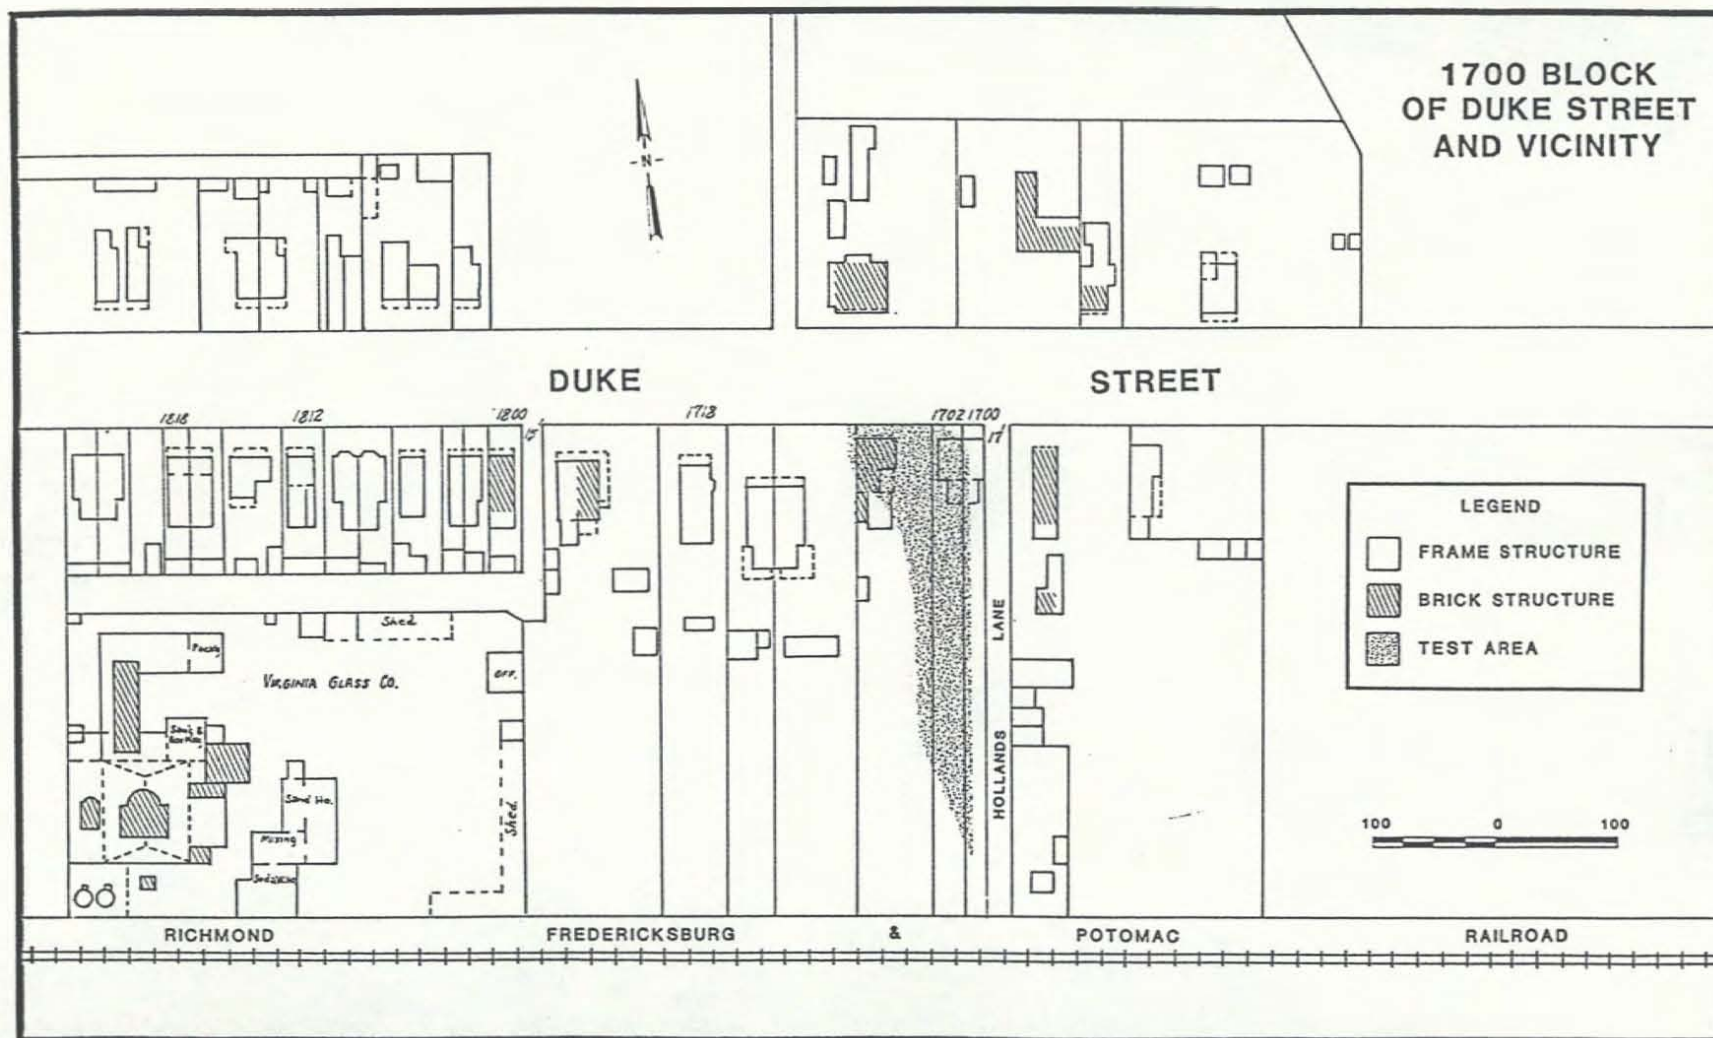 1700 BLOCK
OF DUKE STREET
AND VICINITY
-N-
DUKE STREET
1818 1812 1800 1718 1702 1700
15' 17'
LEGEND
FRAME STRUCTURE
BRICK STRUCTURE
TEST AREA
Shed
VIRGINIA GLASS CO.
OFF.
HOLLANDS LANE
Sand Ho.
Mixing
Shed
100 0 100
RICHMOND FREDERICKSBURG & POTOMAC RAILROAD